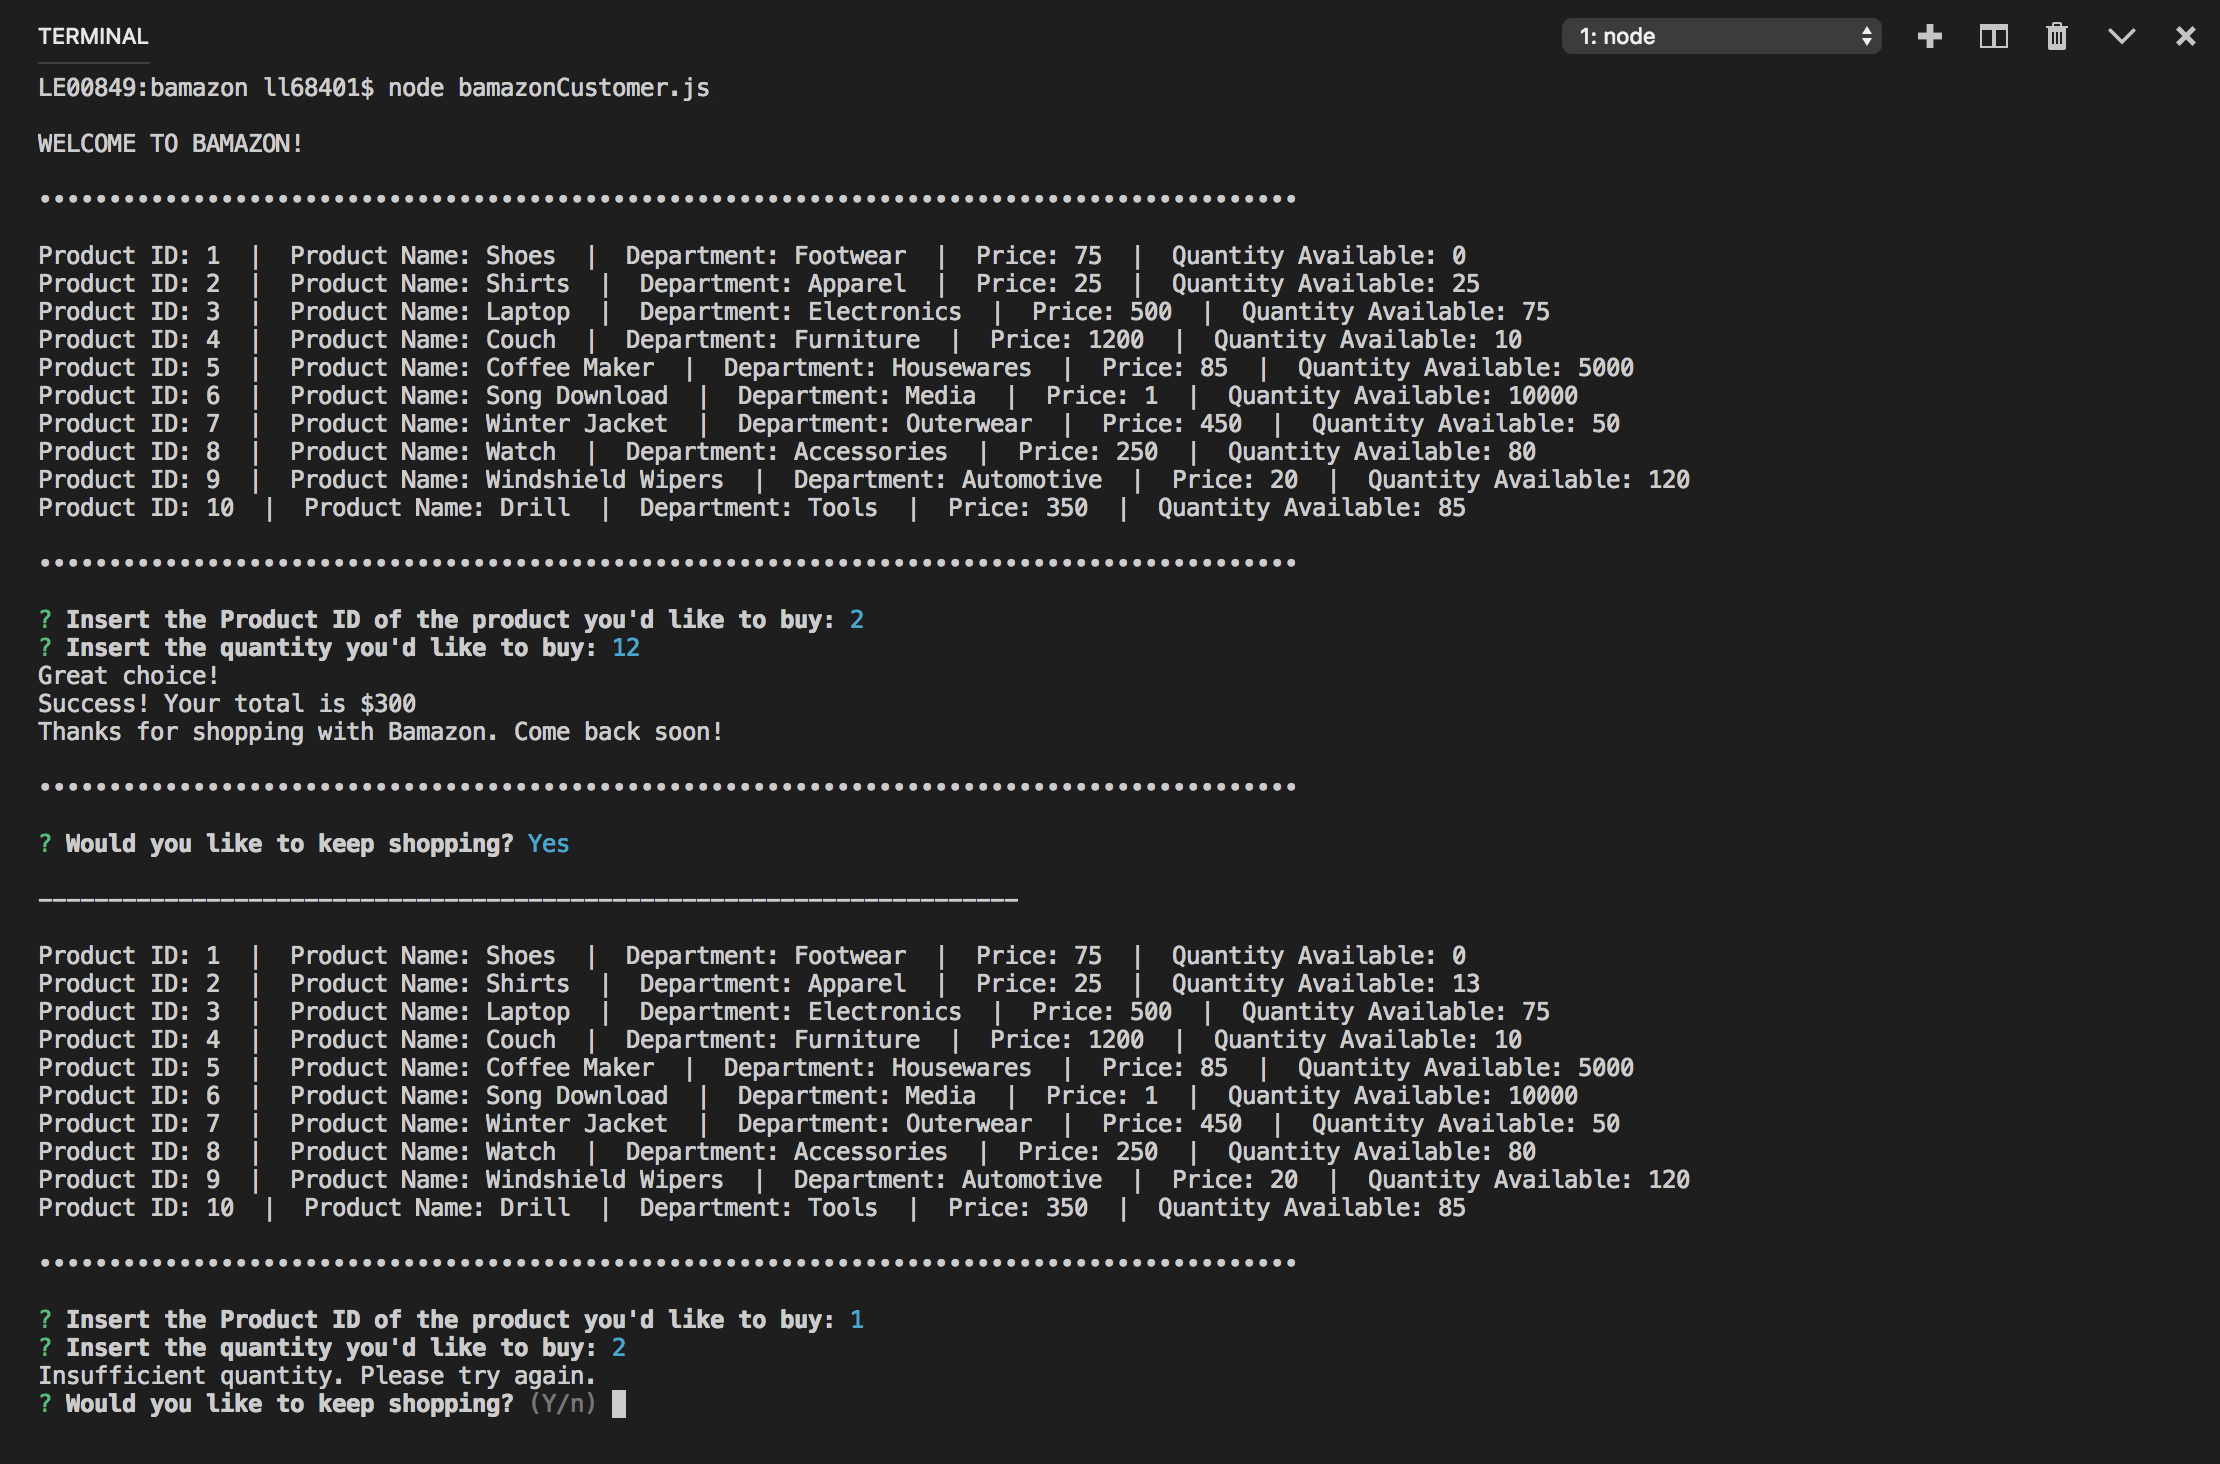 TERMINAL
1: node
LE00849:bamazon ll68401$ node bamazonCustomer.js
WELCOME TO BAMAZON!
••••••••••••••••••••••••••••••••••••••••••••••••••••••••••••••••••••••••••••••••••••••••••
Product ID: 1  |  Product Name: Shoes  |  Department: Footwear  |  Price: 75  |  Quantity Available: 0
Product ID: 2  |  Product Name: Shirts  |  Department: Apparel  |  Price: 25  |  Quantity Available: 25
Product ID: 3  |  Product Name: Laptop  |  Department: Electronics  |  Price: 500  |  Quantity Available: 75
Product ID: 4  |  Product Name: Couch  |  Department: Furniture  |  Price: 1200  |  Quantity Available: 10
Product ID: 5  |  Product Name: Coffee Maker  |  Department: Housewares  |  Price: 85  |  Quantity Available: 5000
Product ID: 6  |  Product Name: Song Download  |  Department: Media  |  Price: 1  |  Quantity Available: 10000
Product ID: 7  |  Product Name: Winter Jacket  |  Department: Outerwear  |  Price: 450  |  Quantity Available: 50
Product ID: 8  |  Product Name: Watch  |  Department: Accessories  |  Price: 250  |  Quantity Available: 80
Product ID: 9  |  Product Name: Windshield Wipers  |  Department: Automotive  |  Price: 20  |  Quantity Available: 120
Product ID: 10  |  Product Name: Drill  |  Department: Tools  |  Price: 350  |  Quantity Available: 85
••••••••••••••••••••••••••••••••••••••••••••••••••••••••••••••••••••••••••••••••••••••••••
? Insert the Product ID of the product you'd like to buy: 2
? Insert the quantity you'd like to buy: 12
Great choice!
Success! Your total is $300
Thanks for shopping with Bamazon. Come back soon!
••••••••••••••••••••••••••••••••••••••••••••••••••••••••••••••••••••••••••••••••••••••••••
? Would you like to keep shopping? Yes
______________________________________________________________________
Product ID: 1  |  Product Name: Shoes  |  Department: Footwear  |  Price: 75  |  Quantity Available: 0
Product ID: 2  |  Product Name: Shirts  |  Department: Apparel  |  Price: 25  |  Quantity Available: 13
Product ID: 3  |  Product Name: Laptop  |  Department: Electronics  |  Price: 500  |  Quantity Available: 75
Product ID: 4  |  Product Name: Couch  |  Department: Furniture  |  Price: 1200  |  Quantity Available: 10
Product ID: 5  |  Product Name: Coffee Maker  |  Department: Housewares  |  Price: 85  |  Quantity Available: 5000
Product ID: 6  |  Product Name: Song Download  |  Department: Media  |  Price: 1  |  Quantity Available: 10000
Product ID: 7  |  Product Name: Winter Jacket  |  Department: Outerwear  |  Price: 450  |  Quantity Available: 50
Product ID: 8  |  Product Name: Watch  |  Department: Accessories  |  Price: 250  |  Quantity Available: 80
Product ID: 9  |  Product Name: Windshield Wipers  |  Department: Automotive  |  Price: 20  |  Quantity Available: 120
Product ID: 10  |  Product Name: Drill  |  Department: Tools  |  Price: 350  |  Quantity Available: 85
••••••••••••••••••••••••••••••••••••••••••••••••••••••••••••••••••••••••••••••••••••••••••
? Insert the Product ID of the product you'd like to buy: 1
? Insert the quantity you'd like to buy: 2
Insufficient quantity. Please try again.
? Would you like to keep shopping? (Y/n)